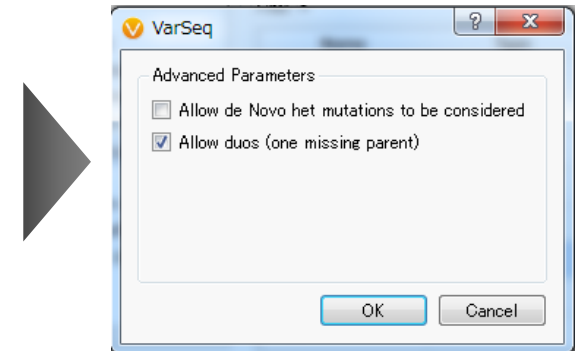 VarSeq
Advanced Parameters
Allow de Novo het mutations to be considered
Allow duos (one missing parent)
OK Cancel